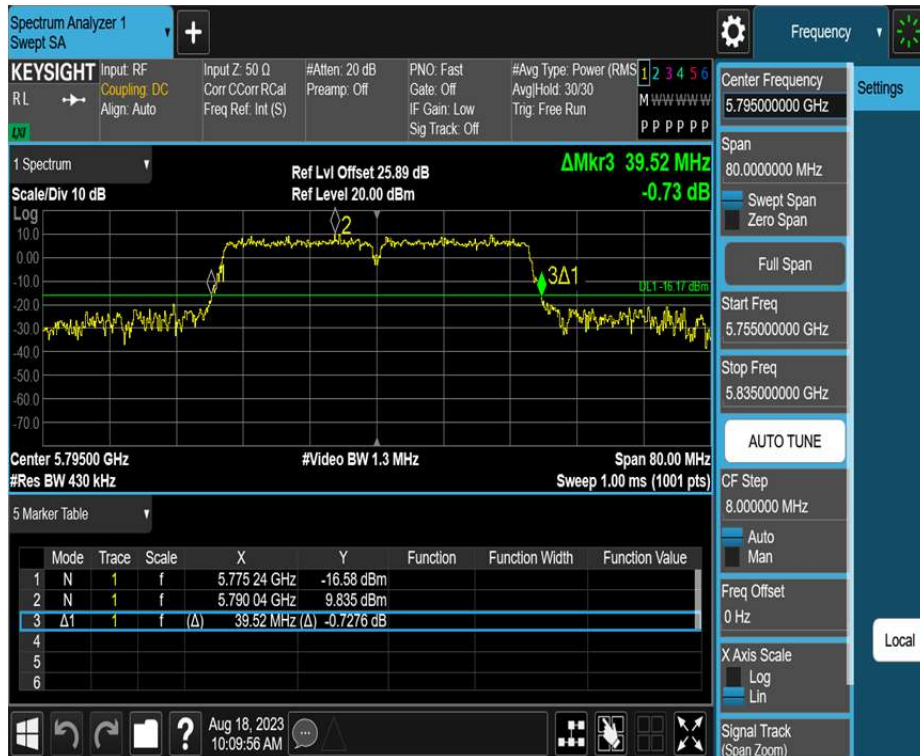 Spectrum Analyzer 1
Swept SA
+
Frequency
KEYSIGHT
RL
LXI
Input: RF
Coupling: DC
Align: Auto
Input Z: 50 Ω
Corr CCorr RCal
Freq Ref: Int (S)
#Atten: 20 dB
Preamp: Off
PNO: Fast
Gate: Off
IF Gain: Low
Sig Track: Off
#Avg Type: Power (RMS
Avg|Hold: 30/30
Trig: Free Run
1 2 3 4 5 6
M W W W W W
P P P P P P
1 Spectrum
Scale/Div 10 dB
Ref Lvl Offset 25.89 dB
Ref Level 20.00 dBm
ΔMkr3 39.52 MHz
-0.73 dB
Log
10.0
0.00
-10.0
-20.0
-30.0
-40.0
-50.0
-60.0
-70.0
2
3Δ1
DL1 -16.17 dBm
Center 5.79500 GHz
#Res BW 430 kHz
#Video BW 1.3 MHz
Span 80.00 MHz
Sweep 1.00 ms (1001 pts)
5 Marker Table
Mode Trace Scale X Y Function Function Width Function Value
1 N 1 f 5.775 24 GHz -16.58 dBm
2 N 1 f 5.790 04 GHz 9.835 dBm
3 Δ1 1 f (Δ) 39.52 MHz (Δ) -0.7276 dB
4
5
6
Aug 18, 2023
10:09:56 AM
?
Center Frequency
5.795000000 GHz
Span
80.0000000 MHz
Swept Span
Zero Span
Full Span
Start Freq
5.755000000 GHz
Stop Freq
5.835000000 GHz
AUTO TUNE
CF Step
8.000000 MHz
Auto
Man
Freq Offset
0 Hz
X Axis Scale
Log
Lin
Signal Track
(Span Zoom)
Settings
Local